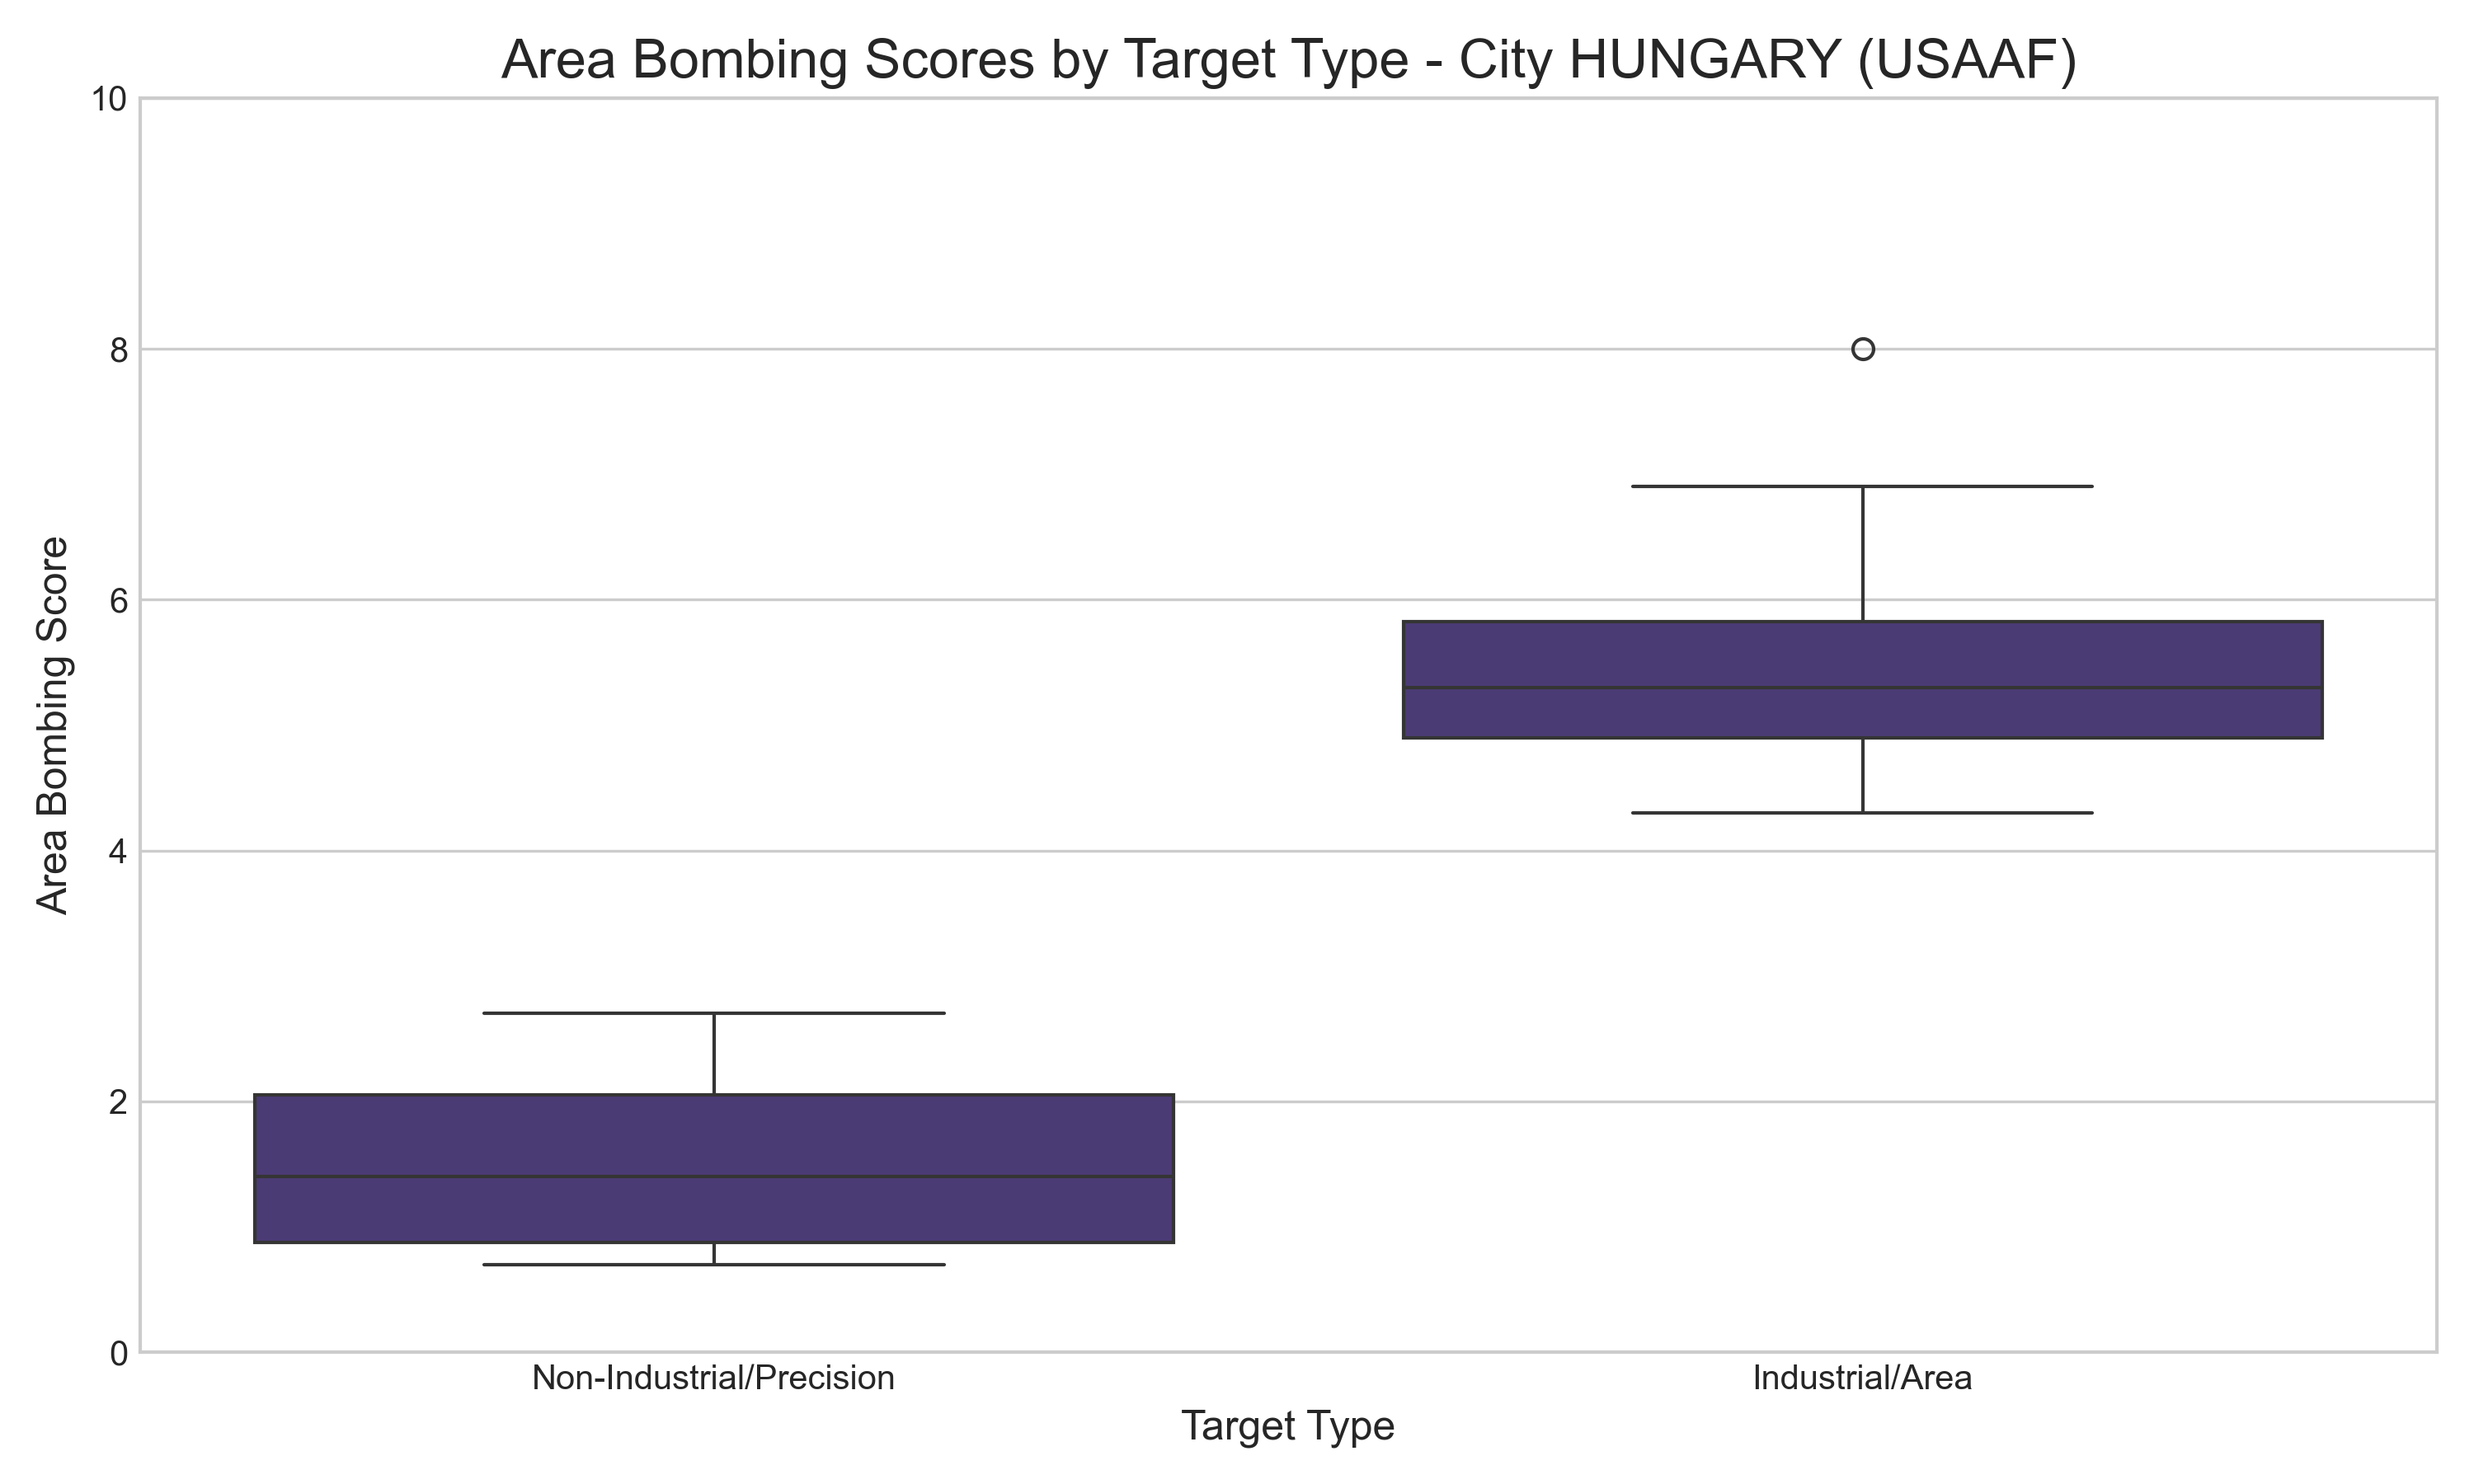 Area Bombing Scores by Target Type - City HUNGARY (USAAF)
10
8
6
4
2
0
Area Bombing Score
Non-Industrial/Precision
Industrial/Area
Target Type